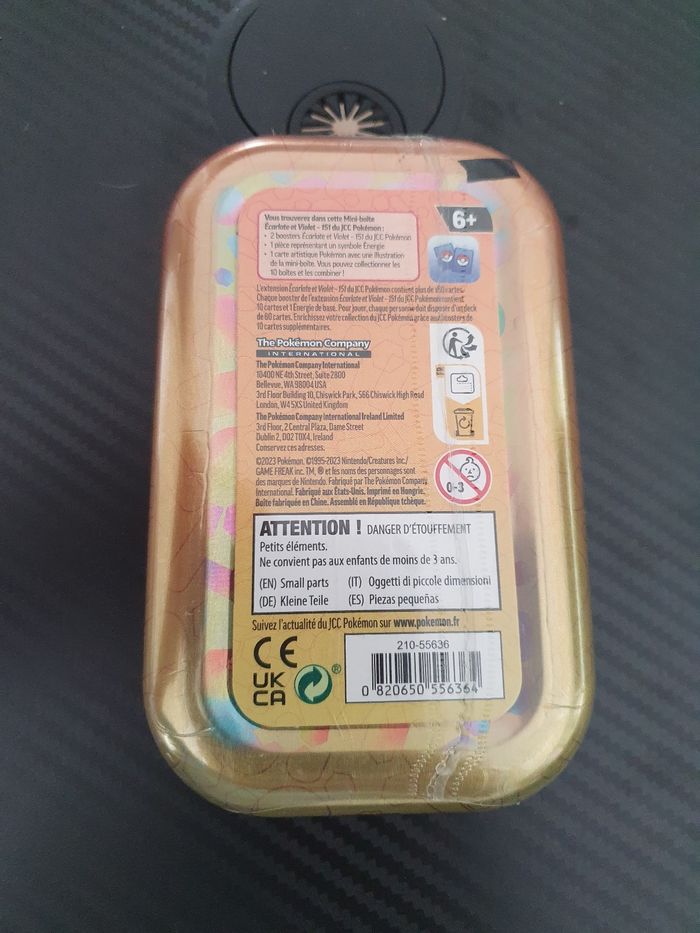 Vous trouverez dans cette Mini-boîte
Écarlate et Violet - 151 du JCC Pokémon :
• 2 boosters Écarlate et Violet - 151 du JCC Pokémon
• 1 pièce représentant un symbole Énergie
• 1 carte artistique Pokémon avec une illustration
de la mini-boîte. Vous pouvez collectionner les
10 boîtes et les combiner !
6+
L'extension Écarlate et Violet - 151 du JCC Pokémon contient plus de 160 cartes.
Chaque booster de l'extension Écarlate et Violet - 151 du JCC Pokémon contient
10 cartes et 1 Énergie de base. Pour jouer, chaque personne doit disposer d'un deck
de 60 cartes. Enrichissez votre collection du JCC Pokémon grâce aux boosters de
10 cartes supplémentaires.
The Pokémon Company
INTERNATIONAL
The Pokémon Company International
10400 NE 4th Street, Suite 2800
Bellevue, WA 98004 USA
3rd Floor Building 10, Chiswick Park, 566 Chiswick High Road
London, W4 5XS United Kingdom
The Pokémon Company International Ireland Limited
3rd Floor, 2 Central Plaza, Dame Street
Dublin 2, D02 T0X4, Ireland
Conservez ces adresses.
©2023 Pokémon. ©1995-2023 Nintendo/Creatures Inc./
GAME FREAK inc. TM, ® et les noms des personnages sont
des marques de Nintendo. Fabriqué par The Pokémon Company
International. Fabriqué aux États-Unis. Imprimé en Hongrie.
Boîte fabriquée en Chine. Assemblé en République tchèque.
0-3
ATTENTION ! DANGER D'ÉTOUFFEMENT
Petits éléments.
Ne convient pas aux enfants de moins de 3 ans.
(EN) Small parts (IT) Oggetti di piccole dimensioni
(DE) Kleine Teile (ES) Piezas pequeñas
Suivez l'actualité du JCC Pokémon sur www.pokemon.fr
CE
UK
CA
®
210-55636
0 820650 556364